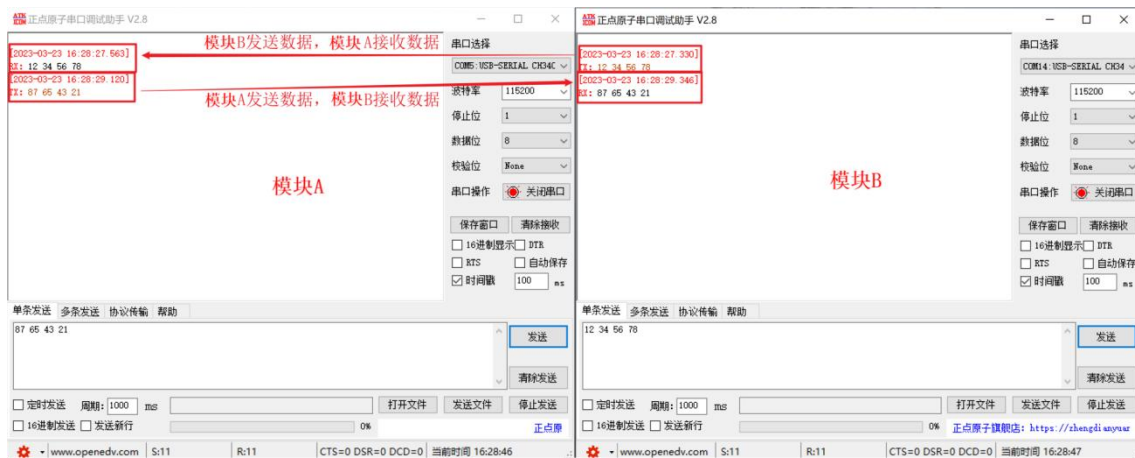 正点原子串口调试助手 V2.8
[2023-03-23 16:28:27.563]
RX: 12 34 56 78
[2023-03-23 16:28:29.120]
TX: 87 65 43 21
模块B发送数据，模块A接收数据
模块A发送数据，模块B接收数据
模块A
串口选择
COM5:USB-SERIAL CH34C
波特率 115200
停止位 1
数据位 8
校验位 None
串口操作 关闭串口
保存窗口 清除接收
16进制显示 DTR
RTS 自动保存
时间戳 100 ms
单条发送 多条发送 协议传输 帮助
87 65 43 21
发送
清除发送
定时发送 周期: 1000 ms 打开文件 发送文件 停止发送
16进制发送 发送新行 0% 正点原
www.openedv.com S:11 R:11 CTS=0 DSR=0 DCD=0 当前时间 16:28:46
正点原子串口调试助手 V2.8
[2023-03-23 16:28:27.330]
TX: 12 34 56 78
[2023-03-23 16:28:29.346]
RX: 87 65 43 21
模块B
串口选择
COM14:USB-SERIAL CH34
波特率 115200
停止位 1
数据位 8
校验位 None
串口操作 关闭串口
保存窗口 清除接收
16进制显示 DTR
RTS 自动保存
时间戳 100 ms
单条发送 多条发送 协议传输 帮助
12 34 56 78
发送
清除发送
定时发送 周期: 1000 ms 打开文件 发送文件 停止发送
16进制发送 发送新行 0% 正点原子旗舰店: https://zhengdianyuar
www.openedv.com S:11 R:11 CTS=0 DSR=0 DCD=0 当前时间 16:28:47